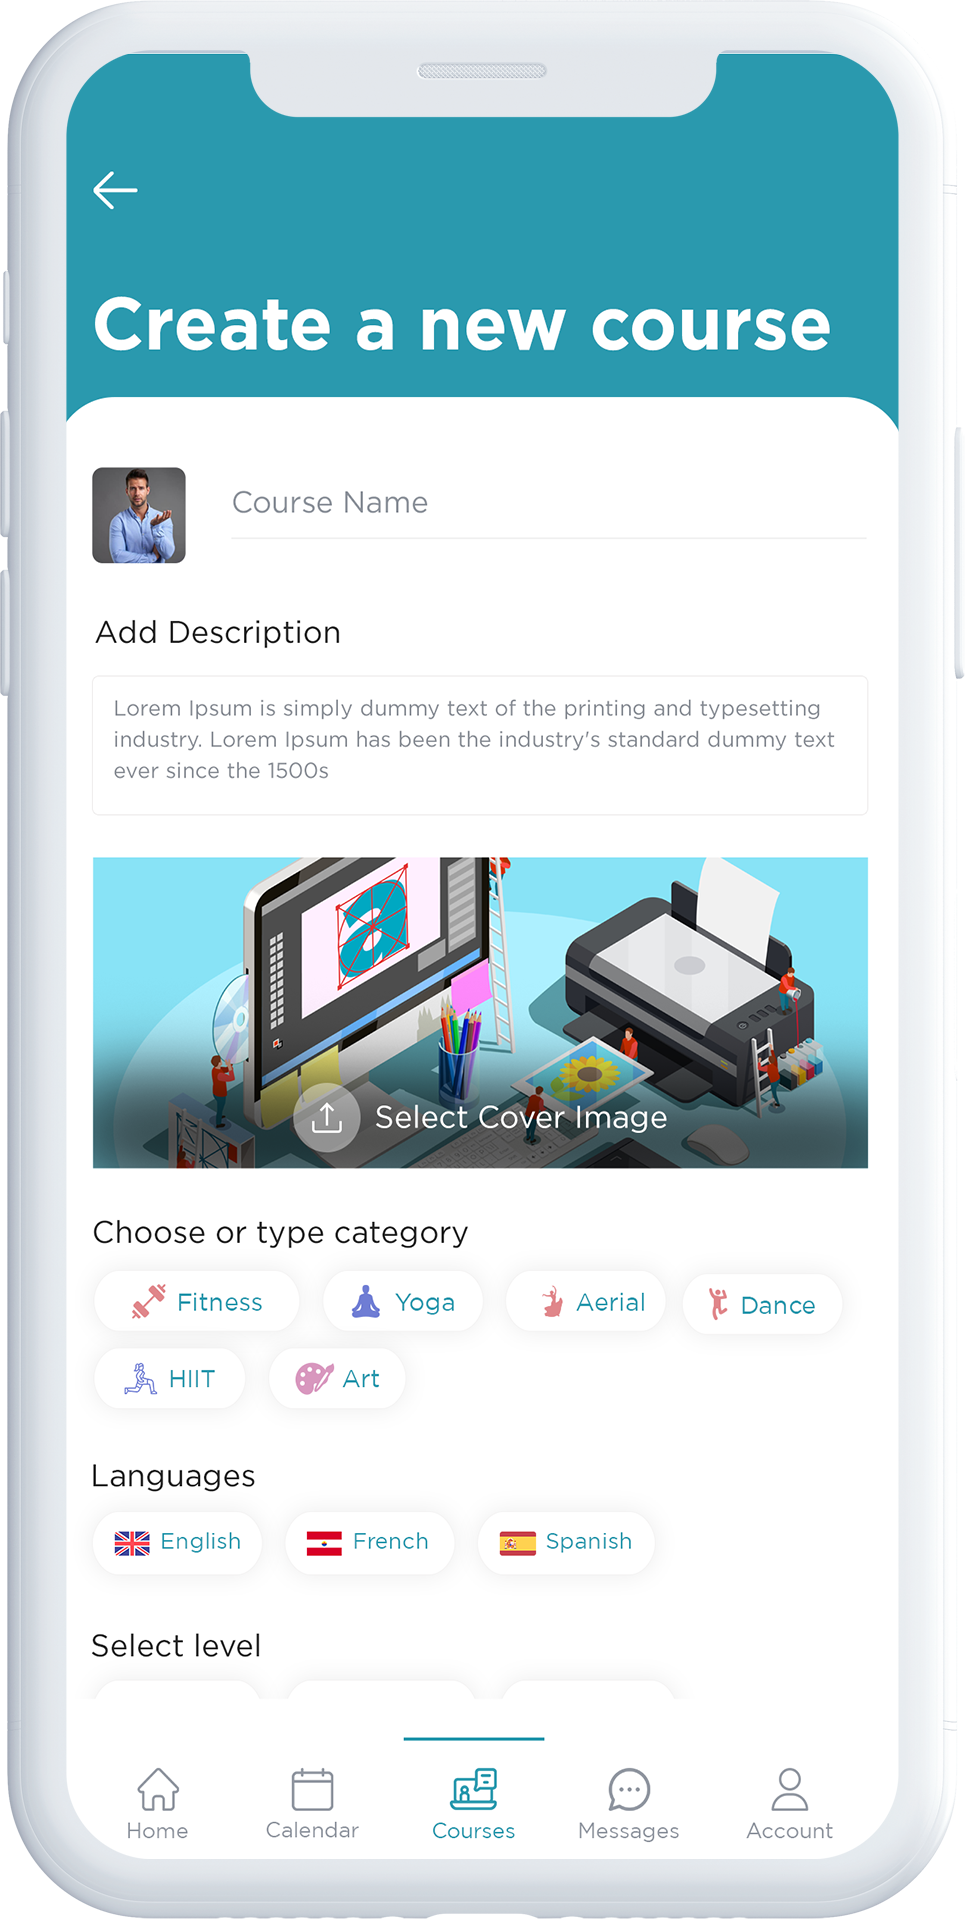 Create a new course
Course Name
Add Description
Lorem Ipsum is simply dummy text of the printing and typesetting
industry. Lorem Ipsum has been the industry's standard dummy text
ever since the 1500s
a
Select Cover Image
Choose or type category
Fitness
Yoga
Aerial
Dance
HIIT
Art
Languages
English
French
Spanish
Select level
Home
Calendar
Courses
Messages
Account